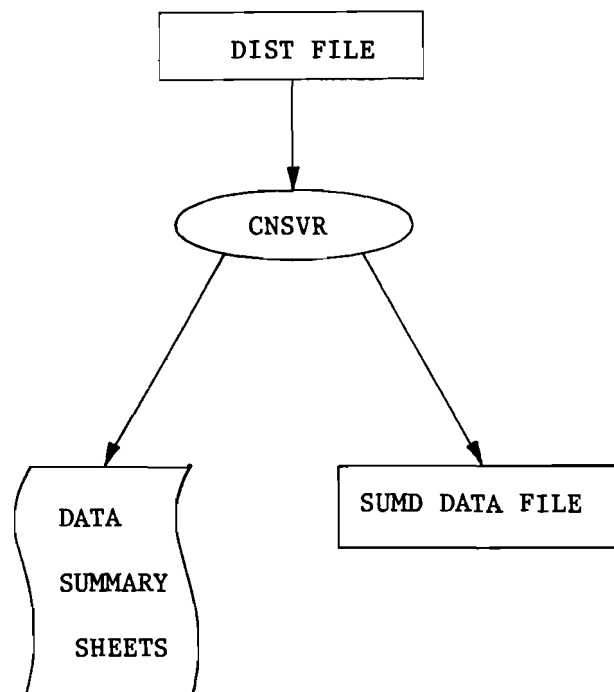 DIST FILE
CNSVR
DATA
SUMMARY
SHEETS
SUMD DATA FILE